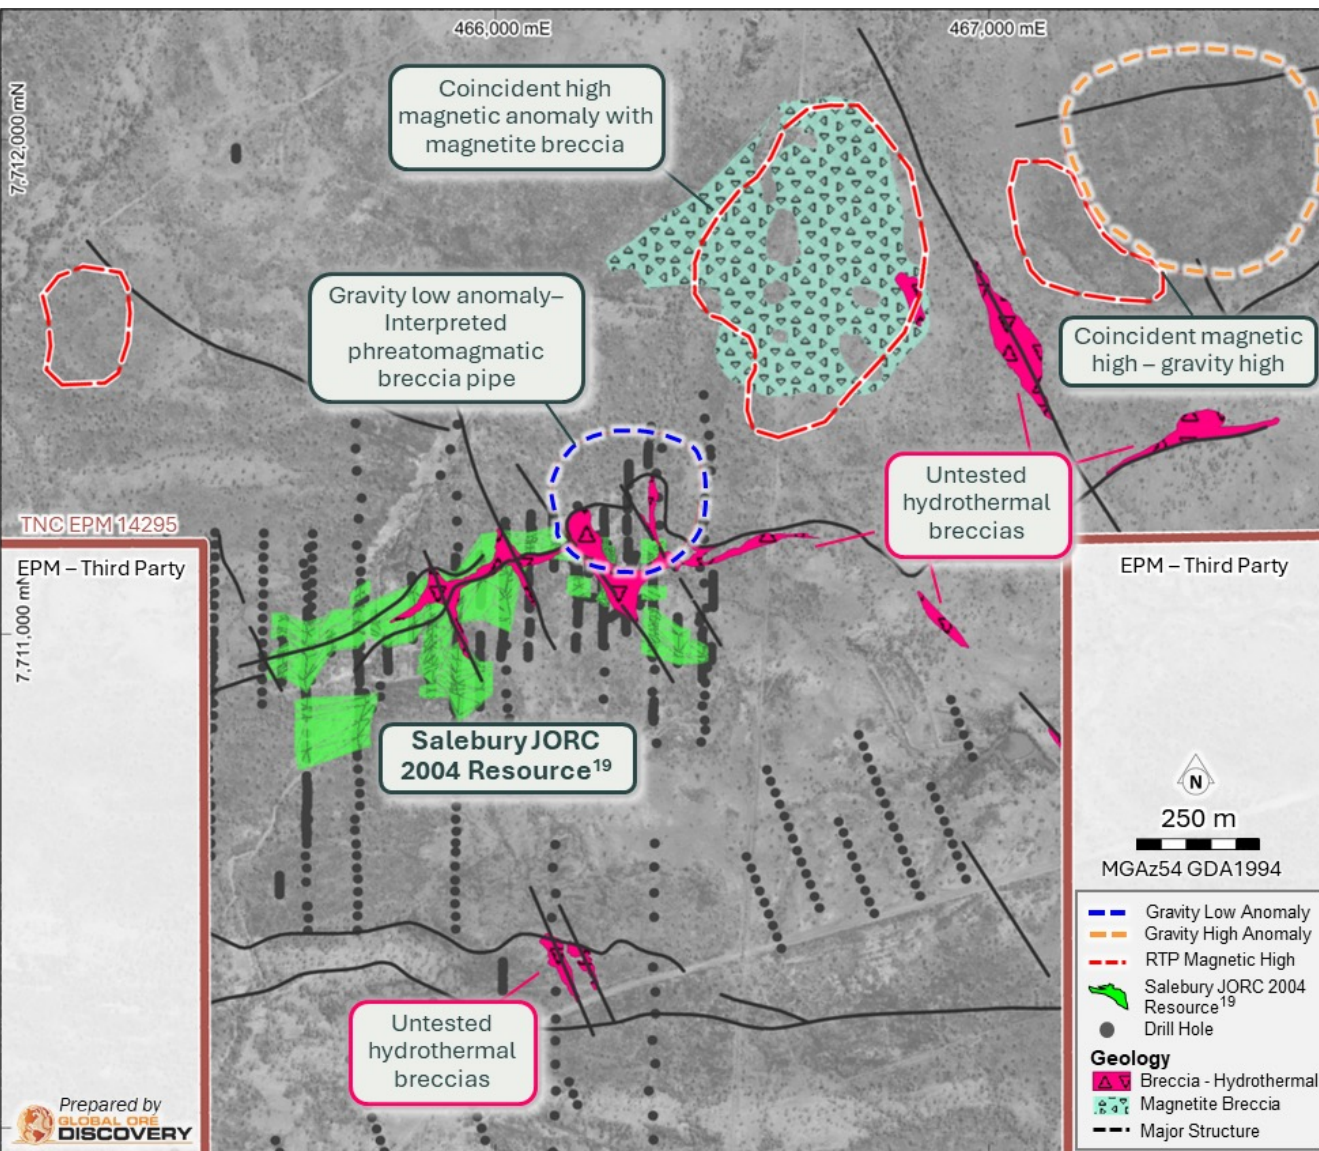 466,000 mE
467,000 mE
7,712,000 mN
Coincident high
magnetic anomaly with
magnetite breccia
Gravity low anomaly–
Interpreted
phreatomagmatic
breccia pipe
Coincident magnetic
high – gravity high
Untested
hydrothermal
breccias
TNC EPM 14295
EPM – Third Party
EPM – Third Party
7,711,000 mN
Salebury JORC
2004 Resource¹⁹
N
250 m
MGAz54 GDA1994
Gravity Low Anomaly
Gravity High Anomaly
RTP Magnetic High
Salebury JORC 2004
Resource¹⁹
Drill Hole
Geology
Breccia - Hydrothermal
Magnetite Breccia
Major Structure
Untested
hydrothermal
breccias
Prepared by
GLOBAL ORE
DISCOVERY